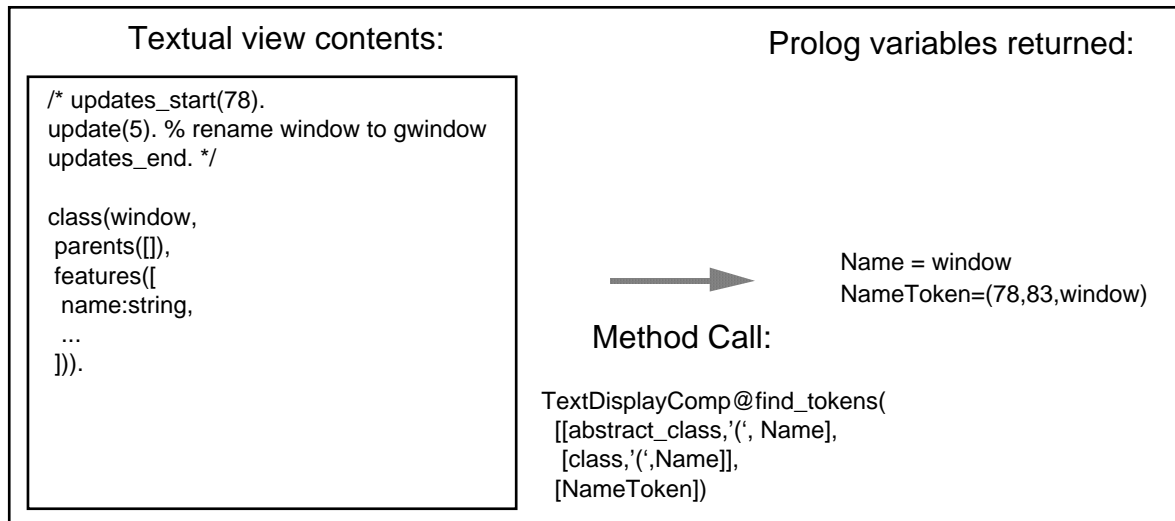 Textual view contents:
/* updates_start(78).
update(5). % rename window to gwindow
updates_end. */
class(window,
parents([]),
features([
name:string,
...
])).
Method Call:
TextDisplayComp@find_tokens(
[[abstract_class,’(‘, Name],
[class,’(‘,Name]],
[NameToken])
Prolog variables returned:
Name = window
NameToken=(78,83,window)